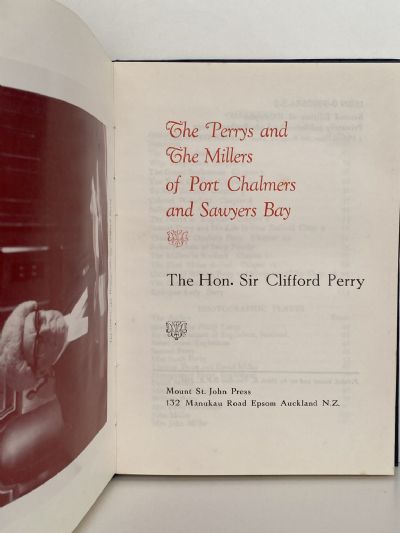 The Perrys and
The Millers
of Port Chalmers
and Sawyers Bay
The Hon. Sir Clifford Perry
Mount St. John Press
132 Manukau Road Epsom Auckland N.Z.